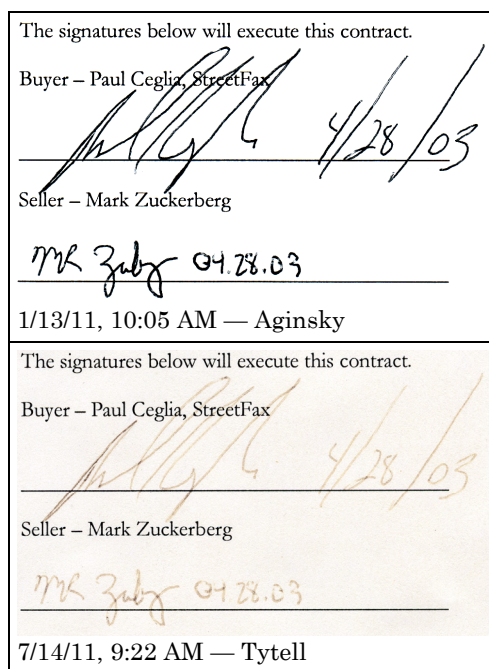 The signatures below will execute this contract.
Buyer – Paul Ceglia, StreetFax
4/28/03
Seller – Mark Zuckerberg
04.28.03
1/13/11, 10:05 AM — Aginsky
The signatures below will execute this contract.
Buyer – Paul Ceglia, StreetFax
4/28/03
Seller – Mark Zuckerberg
04.28.03
7/14/11, 9:22 AM — Tytell